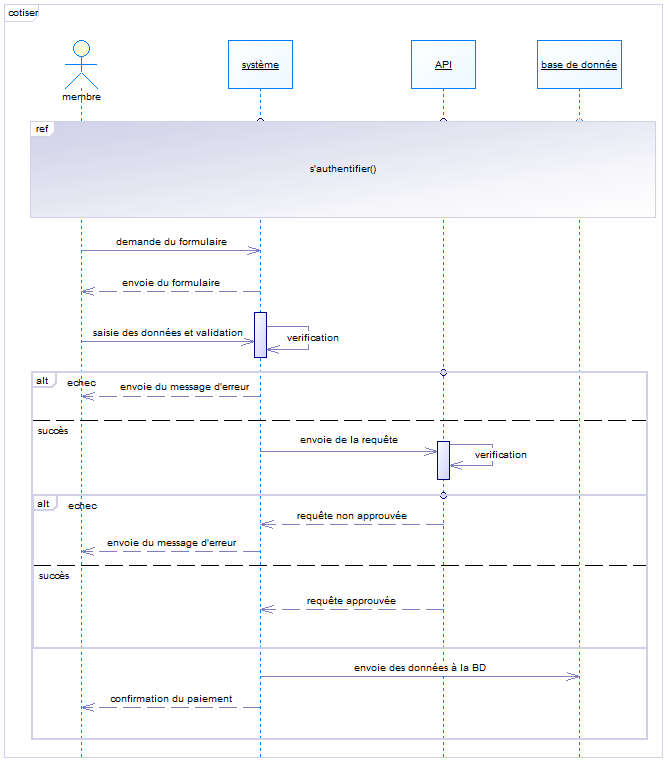 cotiser
système
API
base de donnée
membre
ref
s'authentifier()
demande du formulaire
envoie du formulaire
saisie des données et validation
verification
alt
echec
envoie du message d'erreur
succès
envoie de la requête
verification
alt
echec
requête non approuvée
envoie du message d'erreur
succès
requête approuvée
envoie des données à la BD
confirmation du paiement